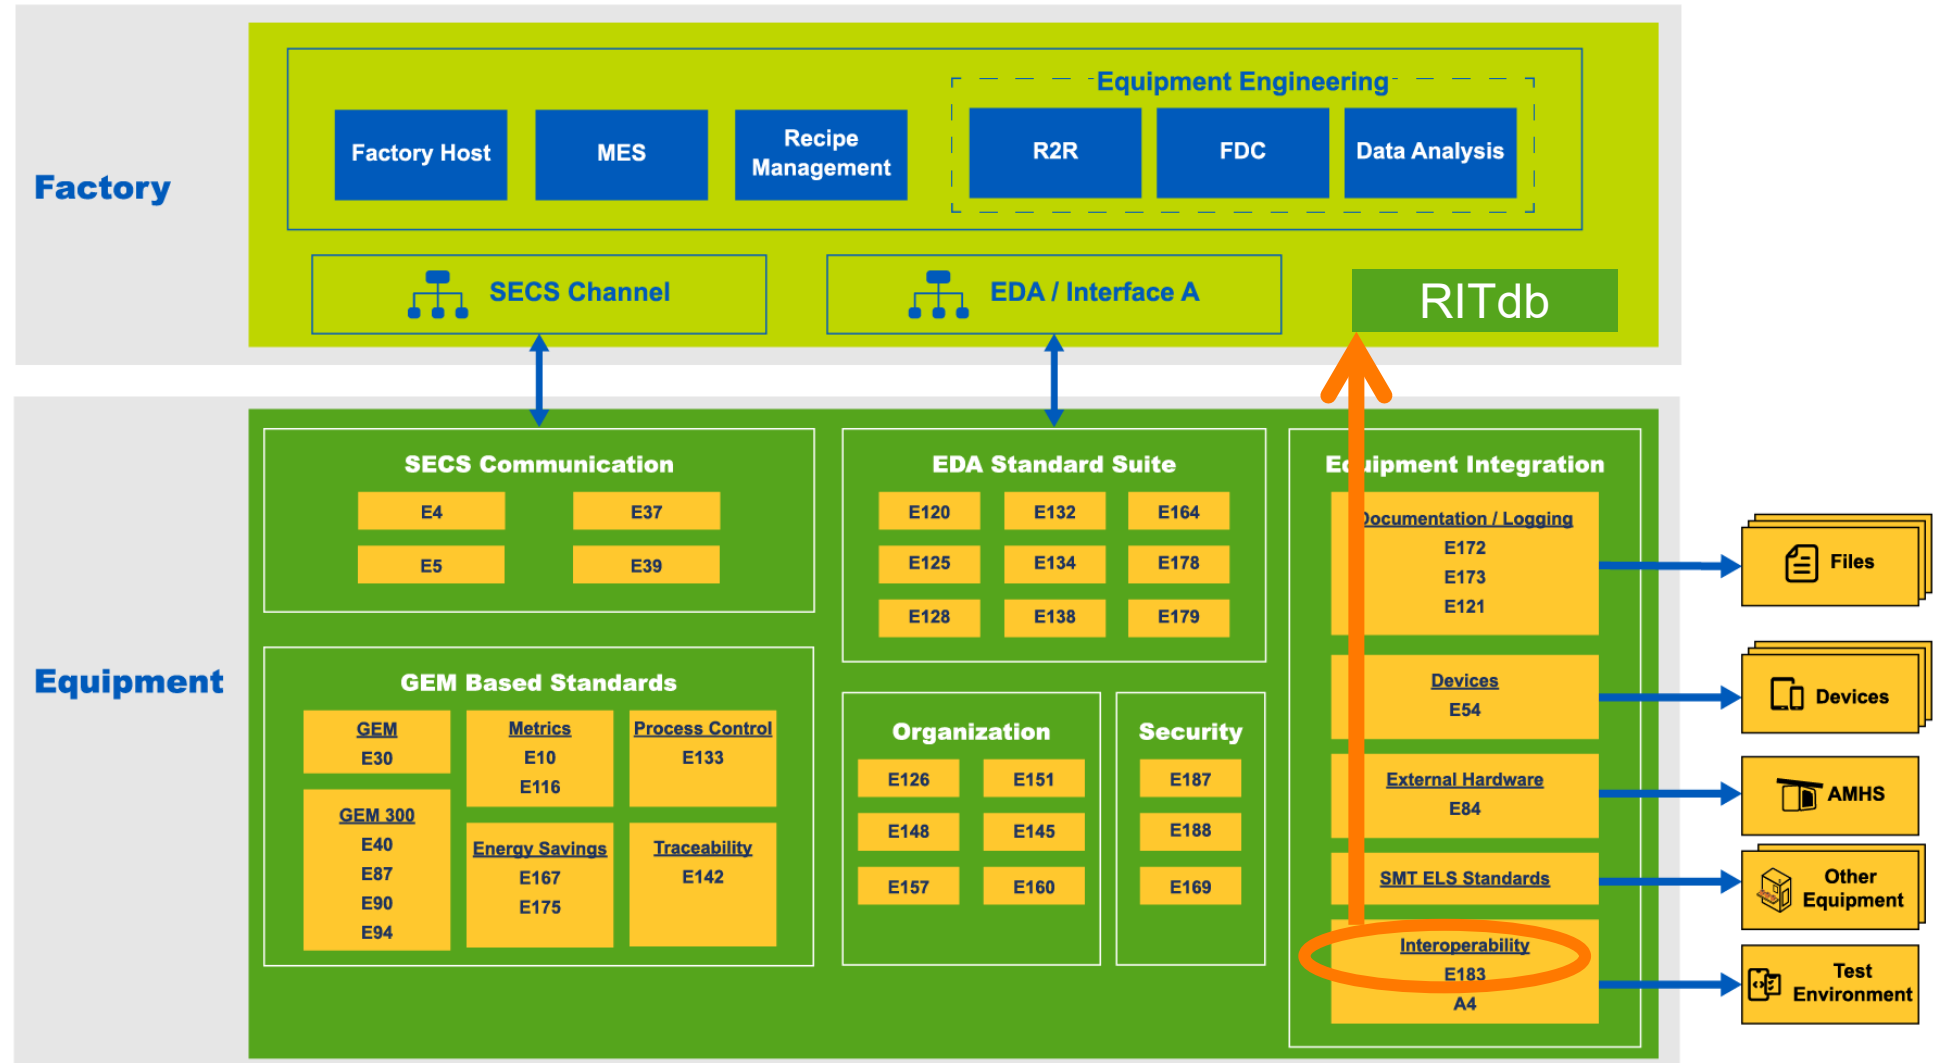 Factory
Equipment Engineering
Factory Host
MES
Recipe
Management
R2R
FDC
Data Analysis
SECS Channel
EDA / Interface A
RITdb
Equipment
SECS Communication
E4
E37
E5
E39
GEM Based Standards
GEM
E30
GEM 300
E40
E87
E90
E94
Metrics
E10
E116
Energy Savings
E167
E175
Process Control
E133
Traceability
E142
EDA Standard Suite
E120
E132
E164
E125
E134
E178
E128
E138
E179
Organization
E126
E151
E148
E145
E157
E160
Security
E187
E188
E169
Equipment Integration
Documentation / Logging
E172
E173
E121
Devices
E54
External Hardware
E84
SMT ELS Standards
Interoperability
E183
A4
Files
Devices
AMHS
Other
Equipment
Test
Environment